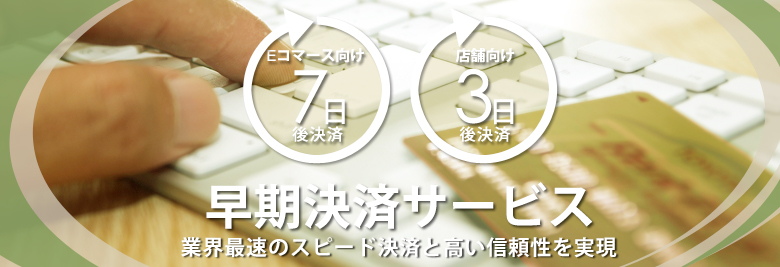 Eコマース向け
7日
後決済
店舗向け
3日
後決済
早期決済サービス
業界最速のスピード決済と高い信頼性を実現